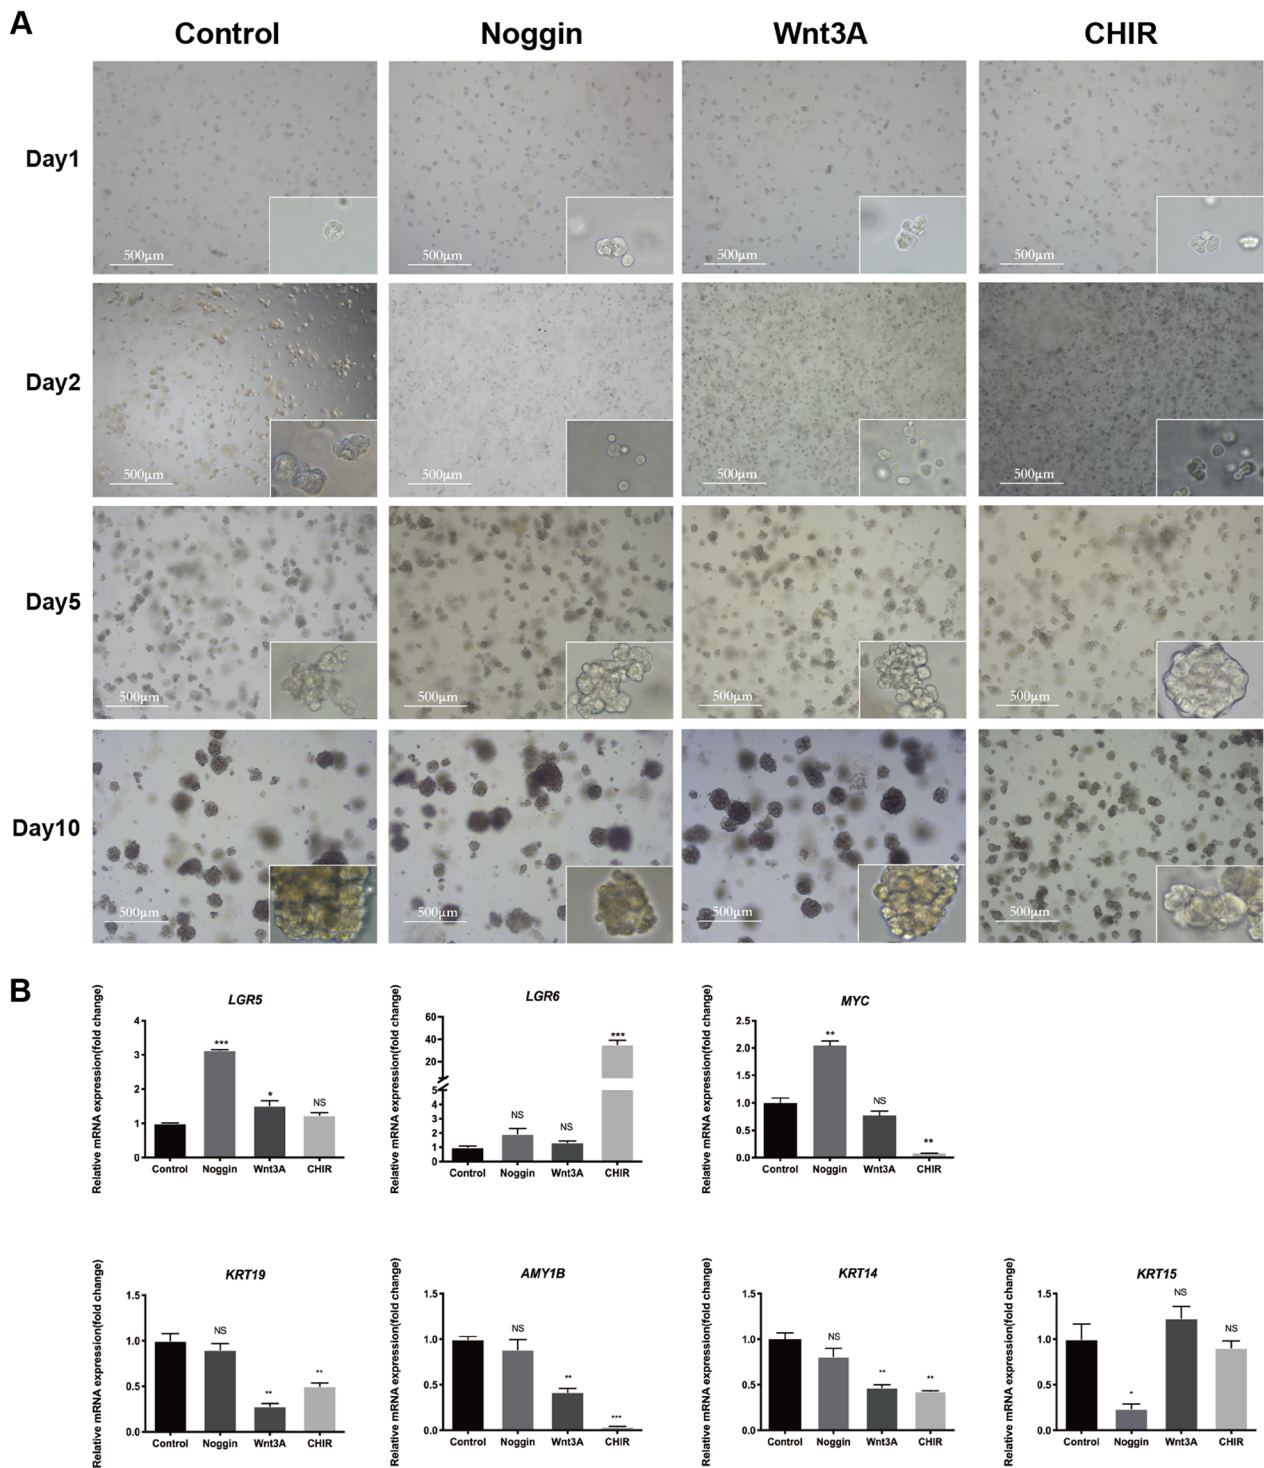 A
Control Noggin Wnt3A CHIR
Day1
500μm 500μm 500μm 500μm
Day2
500μm 500μm 500μm 500μm
Day5
500μm 500μm 500μm 500μm
Day10
500μm 500μm 500μm 500μm
B
LGR5
Relative mRNA expression(fold change)
4
3
2
1
0
***
*
NS
Control Noggin Wnt3A CHIR
LGR6
Relative mRNA expression(fold change)
60
40
20
5
4
3
2
1
0
NS
NS
***
Control Noggin Wnt3A CHIR
MYC
Relative mRNA expression(fold change)
2.5
2.0
1.5
1.0
0.5
0.0
**
NS
**
Control Noggin Wnt3A CHIR
KRT19
Relative mRNA expression(fold change)
1.5
1.0
0.5
0.0
NS
**
**
Control Noggin Wnt3A CHIR
AMY1B
Relative mRNA expression(fold change)
1.5
1.0
0.5
0.0
NS
**
***
Control Noggin Wnt3A CHIR
KRT14
Relative mRNA expression(fold change)
1.5
1.0
0.5
0.0
NS
**
**
Control Noggin Wnt3A CHIR
KRT15
Relative mRNA expression(fold change)
1.5
1.0
0.5
0.0
*
NS
NS
Control Noggin Wnt3A CHIR